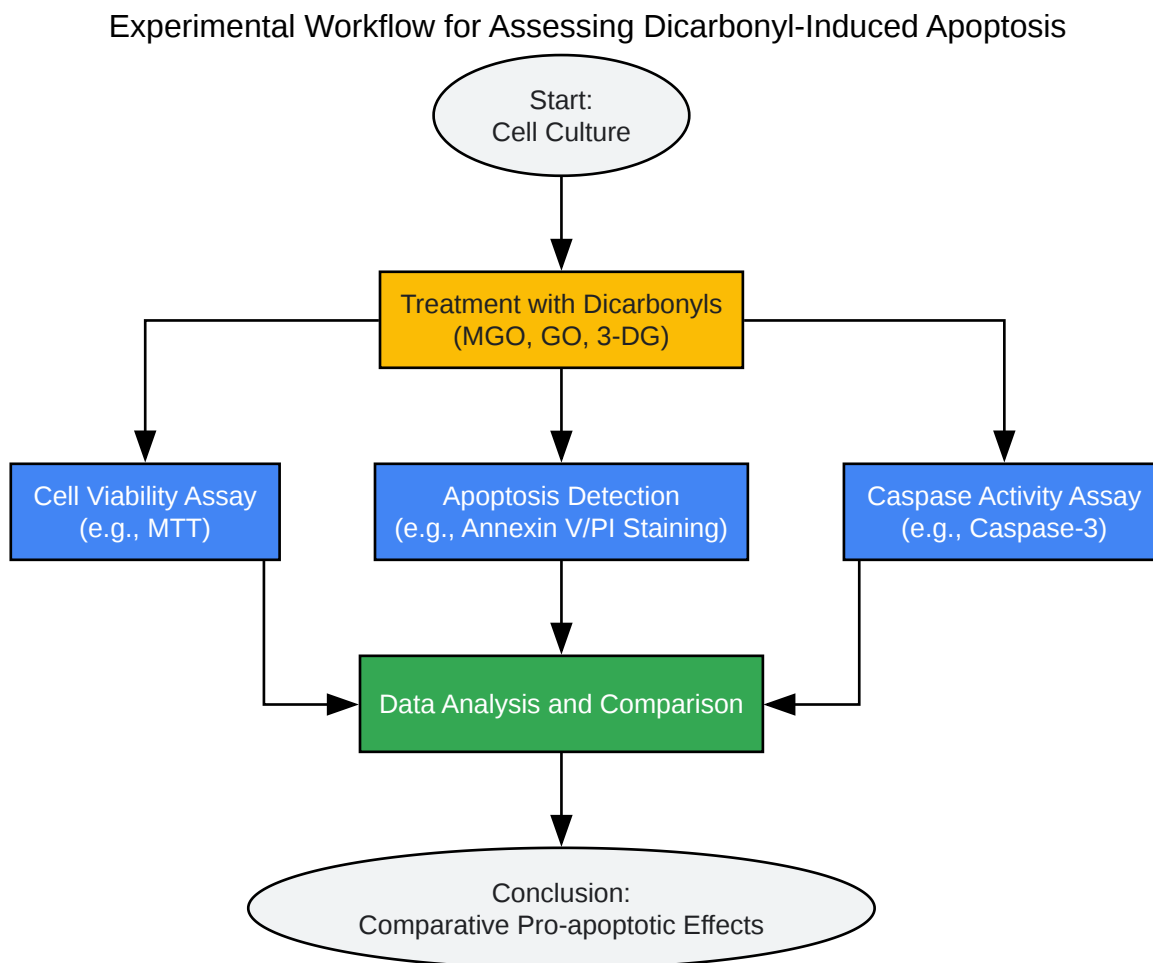 Experimental Workflow for Assessing Dicarbonyl-Induced Apoptosis
Start:
Cell Culture
Treatment with Dicarbonyls
(MGO, GO, 3-DG)
Cell Viability Assay
(e.g., MTT)
Apoptosis Detection
(e.g., Annexin V/PI Staining)
Caspase Activity Assay
(e.g., Caspase-3)
Data Analysis and Comparison
Conclusion:
Comparative Pro-apoptotic Effects